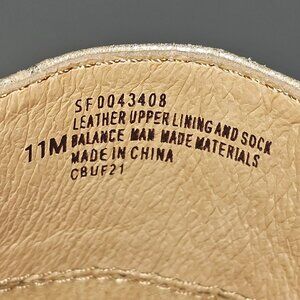 SF0043408
LEATHER UPPER LINING AND SOCK
11M BALANCE MAN MADE MATERIALS
MADE IN CHINA
CBUF21